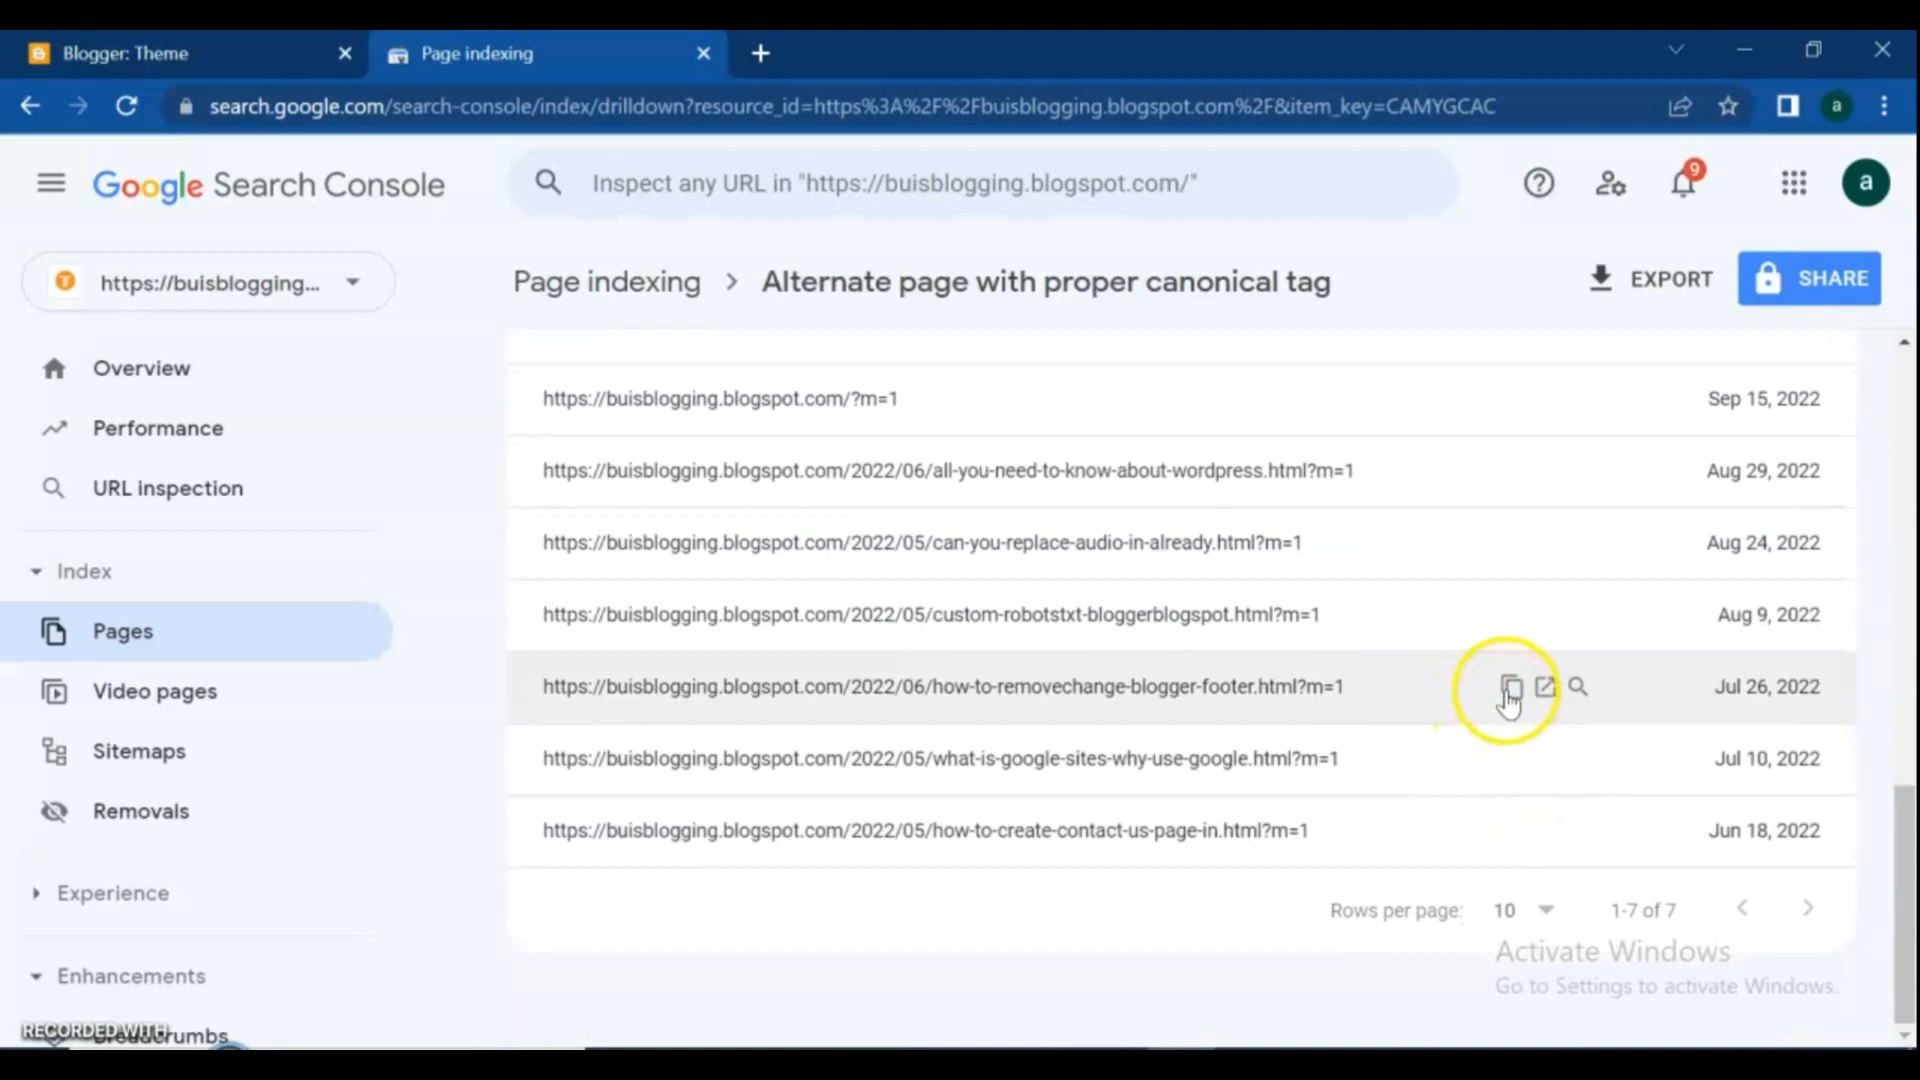 Blogger: Theme
Page indexing
search.google.com/search-console/index/drilldown?resource_id=https%3A%2F%2Fbuisblogging.blogspot.com%2F&item_key=CAMYGCAC
a
Google Search Console
Inspect any URL in "https://buisblogging.blogspot.com/"
9
a
https://buisblogging...
Page indexing > Alternate page with proper canonical tag
EXPORT
SHARE
Overview
Performance
URL inspection
Index
Pages
Video pages
Sitemaps
Removals
Experience
Enhancements
Breadcrumbs
RECORDED WITH
https://buisblogging.blogspot.com/?m=1 Sep 15, 2022
https://buisblogging.blogspot.com/2022/06/all-you-need-to-know-about-wordpress.html?m=1 Aug 29, 2022
https://buisblogging.blogspot.com/2022/05/can-you-replace-audio-in-already.html?m=1 Aug 24, 2022
https://buisblogging.blogspot.com/2022/05/custom-robotstxt-bloggerblogspot.html?m=1 Aug 9, 2022
https://buisblogging.blogspot.com/2022/06/how-to-removechange-blogger-footer.html?m=1 Jul 26, 2022
https://buisblogging.blogspot.com/2022/05/what-is-google-sites-why-use-google.html?m=1 Jul 10, 2022
https://buisblogging.blogspot.com/2022/05/how-to-create-contact-us-page-in.html?m=1 Jun 18, 2022
Rows per page: 10 1-7 of 7
Activate Windows
Go to Settings to activate Windows.